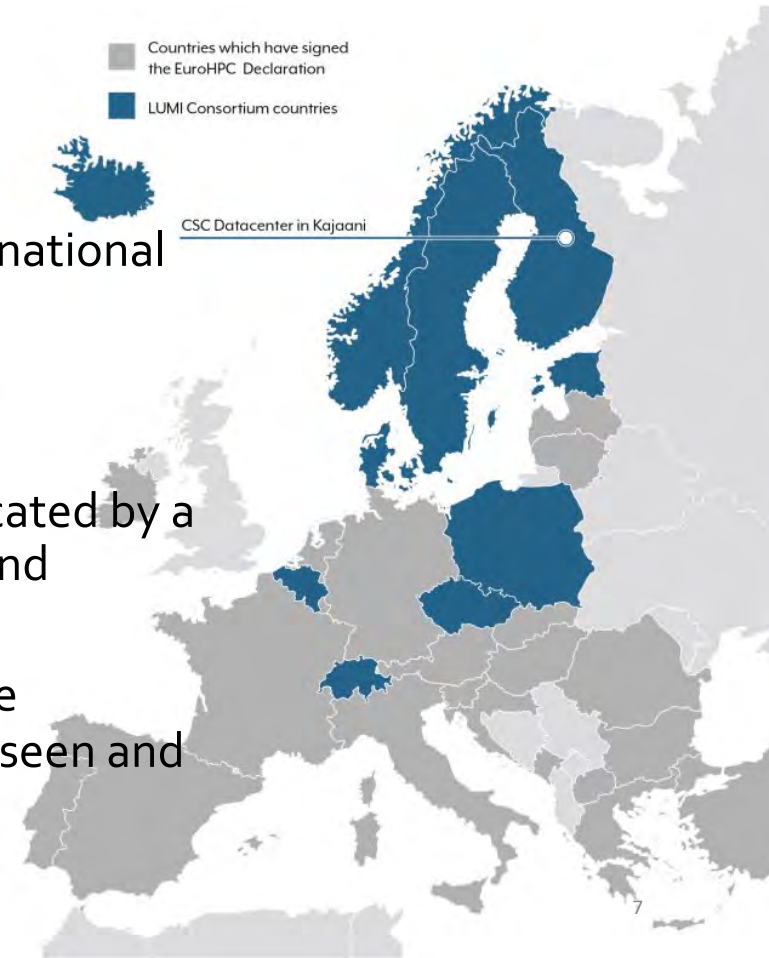 Countries which have signed
the EuroHPC Declaration
LUMI Consortium countries
CSC Datacenter in Kajaani
national
by a
nd
e
seen and
7